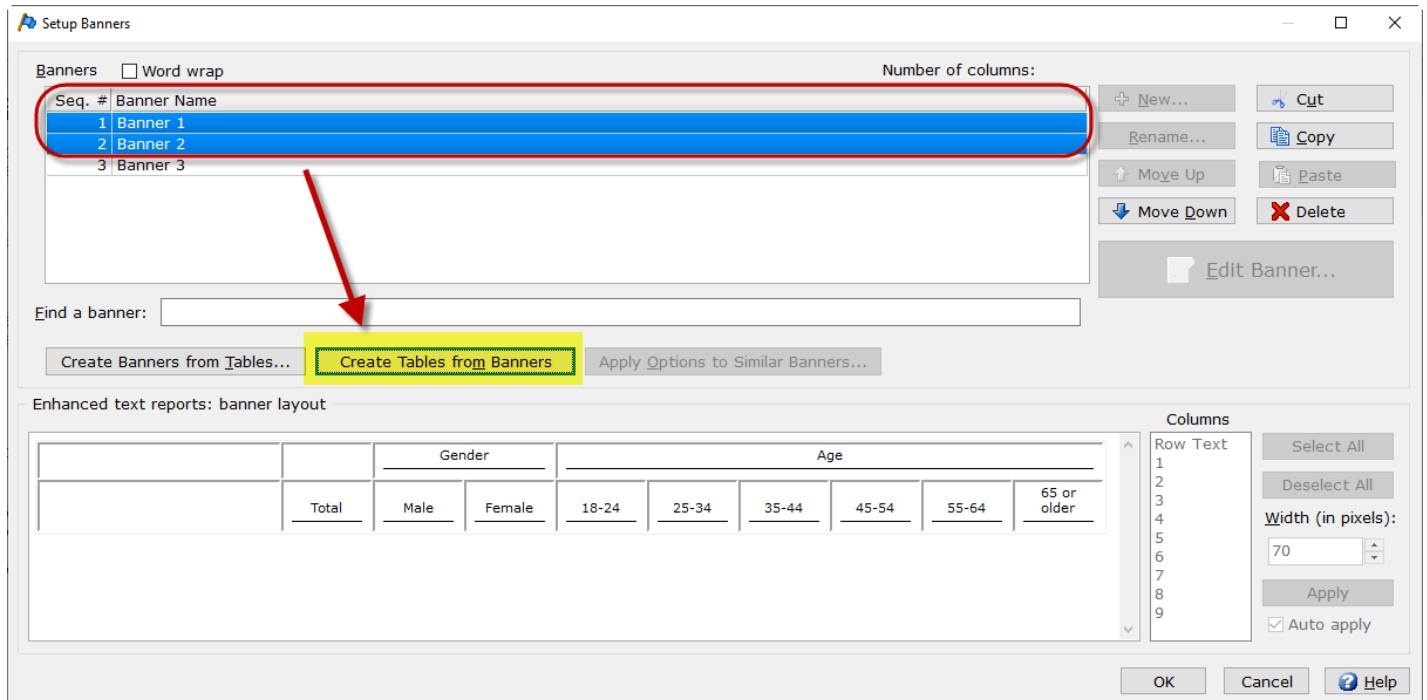 Setup Banners
Banners Word wrap Number of columns:
Seq. # Banner Name
1 Banner 1
2 Banner 2
3 Banner 3
New... Cut
Rename... Copy
Move Up Paste
Move Down Delete
Edit Banner...
Find a banner:
Create Banners from Tables... Create Tables from Banners Apply Options to Similar Banners...
Enhanced text reports: banner layout
Gender Age
Total Male Female 18-24 25-34 35-44 45-54 55-64 65 or
older
Columns
Row Text
1
2
3
4
5
6
7
8
9
Select All
Deselect All
Width (in pixels):
70
Apply
Auto apply
OK Cancel Help